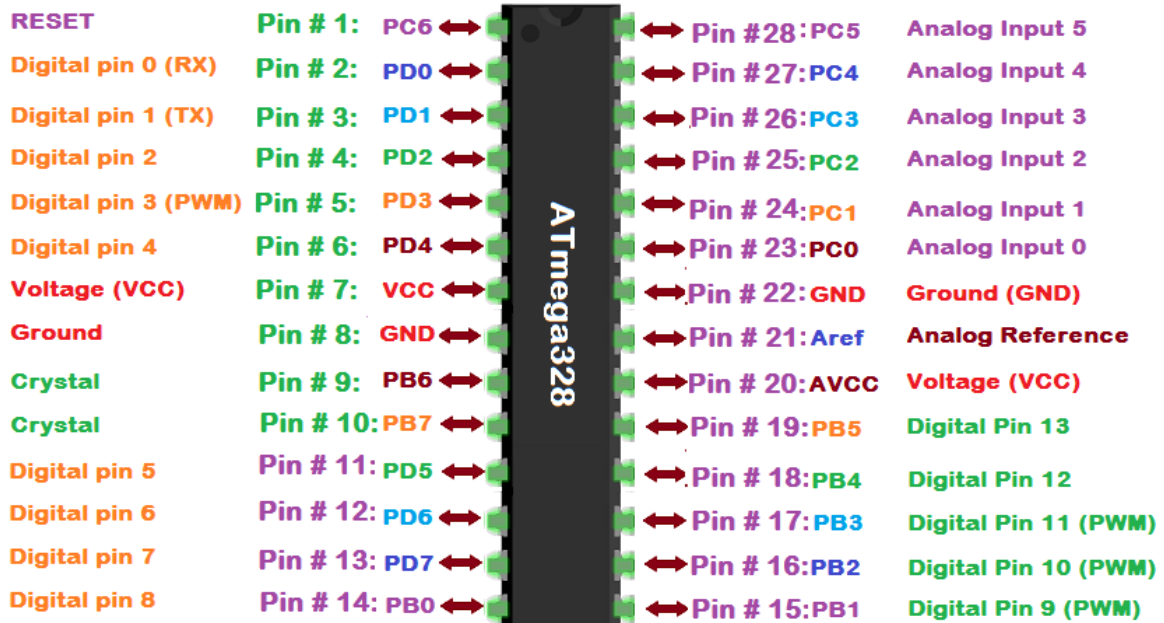 RESET Pin # 1: PC6 Pin #28: PC5 Analog Input 5
Digital pin 0 (RX) Pin # 2: PD0 Pin #27: PC4 Analog Input 4
Digital pin 1 (TX) Pin # 3: PD1 Pin #26: PC3 Analog Input 3
Digital pin 2 Pin # 4: PD2 Pin #25: PC2 Analog Input 2
Digital pin 3 (PWM) Pin # 5: PD3 Pin # 24: PC1 Analog Input 1
Digital pin 4 Pin # 6: PD4 Pin # 23: PC0 Analog Input 0
Voltage (VCC) Pin # 7: VCC Pin # 22: GND Ground (GND)
Ground Pin # 8: GND Pin # 21: Aref Analog Reference
Crystal Pin # 9: PB6 Pin # 20: AVCC Voltage (VCC)
Crystal Pin # 10: PB7 Pin # 19: PB5 Digital Pin 13
Digital pin 5 Pin # 11: PD5 Pin # 18: PB4 Digital Pin 12
Digital pin 6 Pin # 12: PD6 Pin # 17: PB3 Digital Pin 11 (PWM)
Digital pin 7 Pin # 13: PD7 Pin # 16: PB2 Digital Pin 10 (PWM)
Digital pin 8 Pin # 14: PB0 Pin # 15: PB1 Digital Pin 9 (PWM)
ATmega328